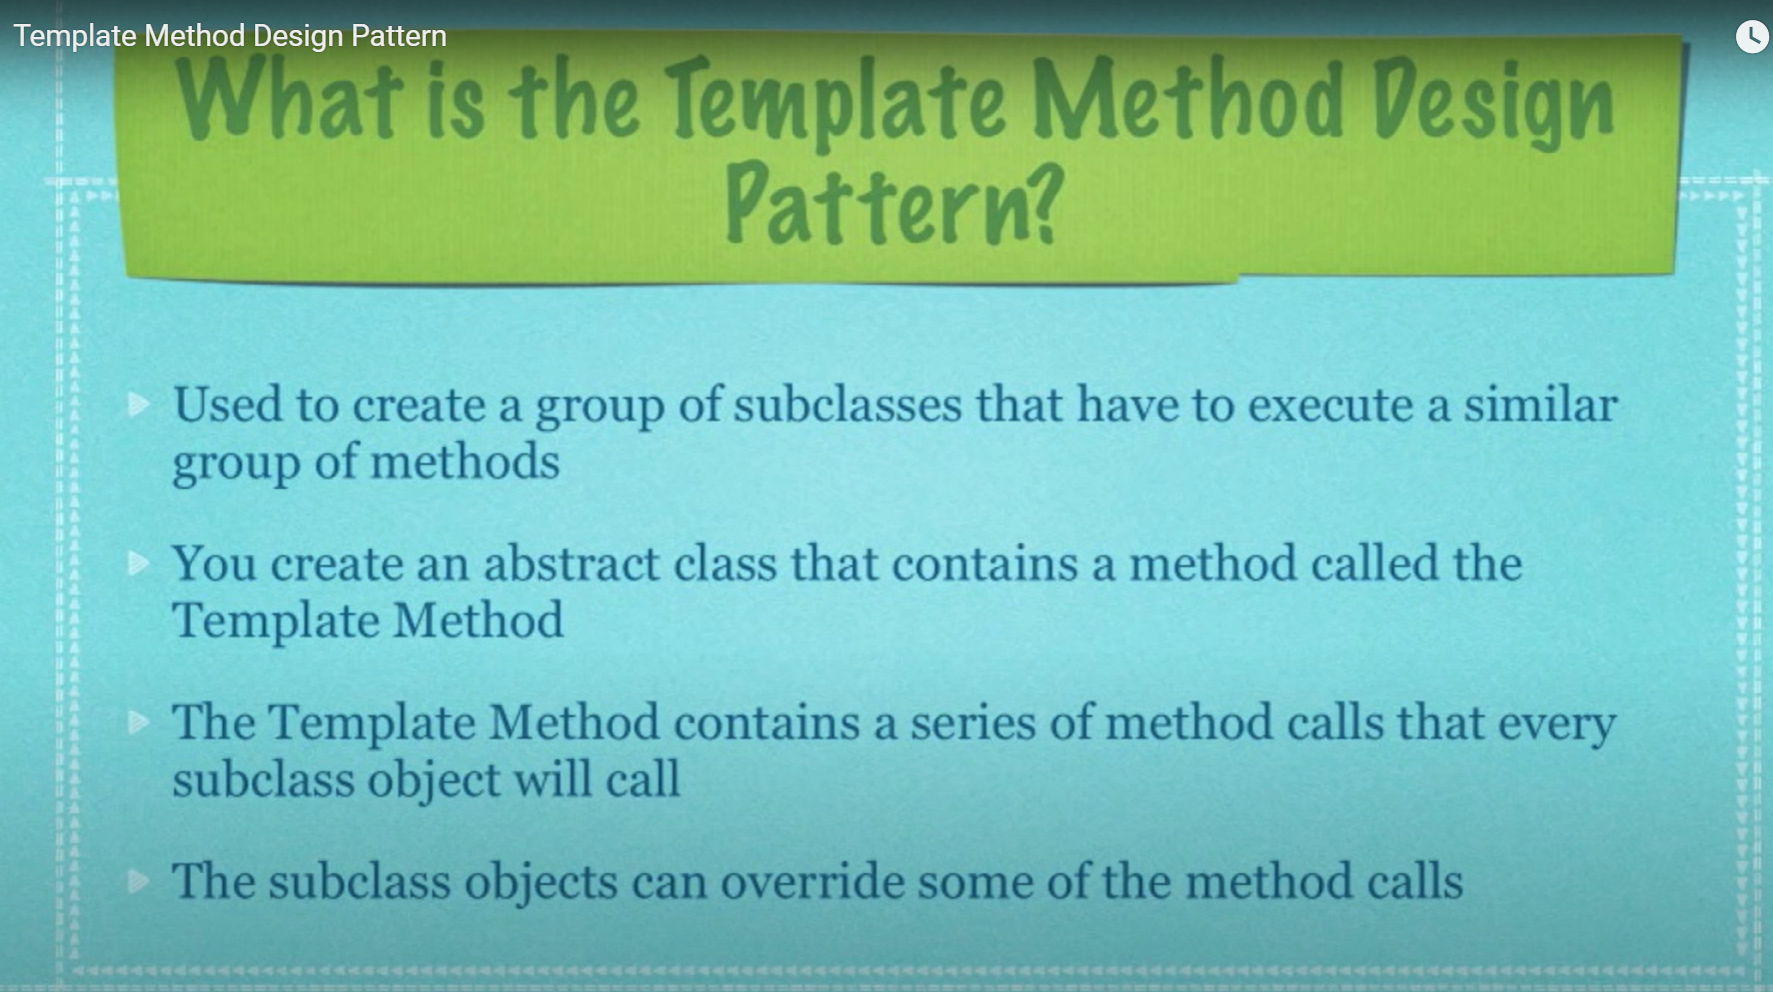 Template Method Design Pattern
What is the Template Method Design
Pattern?
Used to create a group of subclasses that have to execute a similar
group of methods
You create an abstract class that contains a method called the
Template Method
The Template Method contains a series of method calls that every
subclass object will call
The subclass objects can override some of the method calls